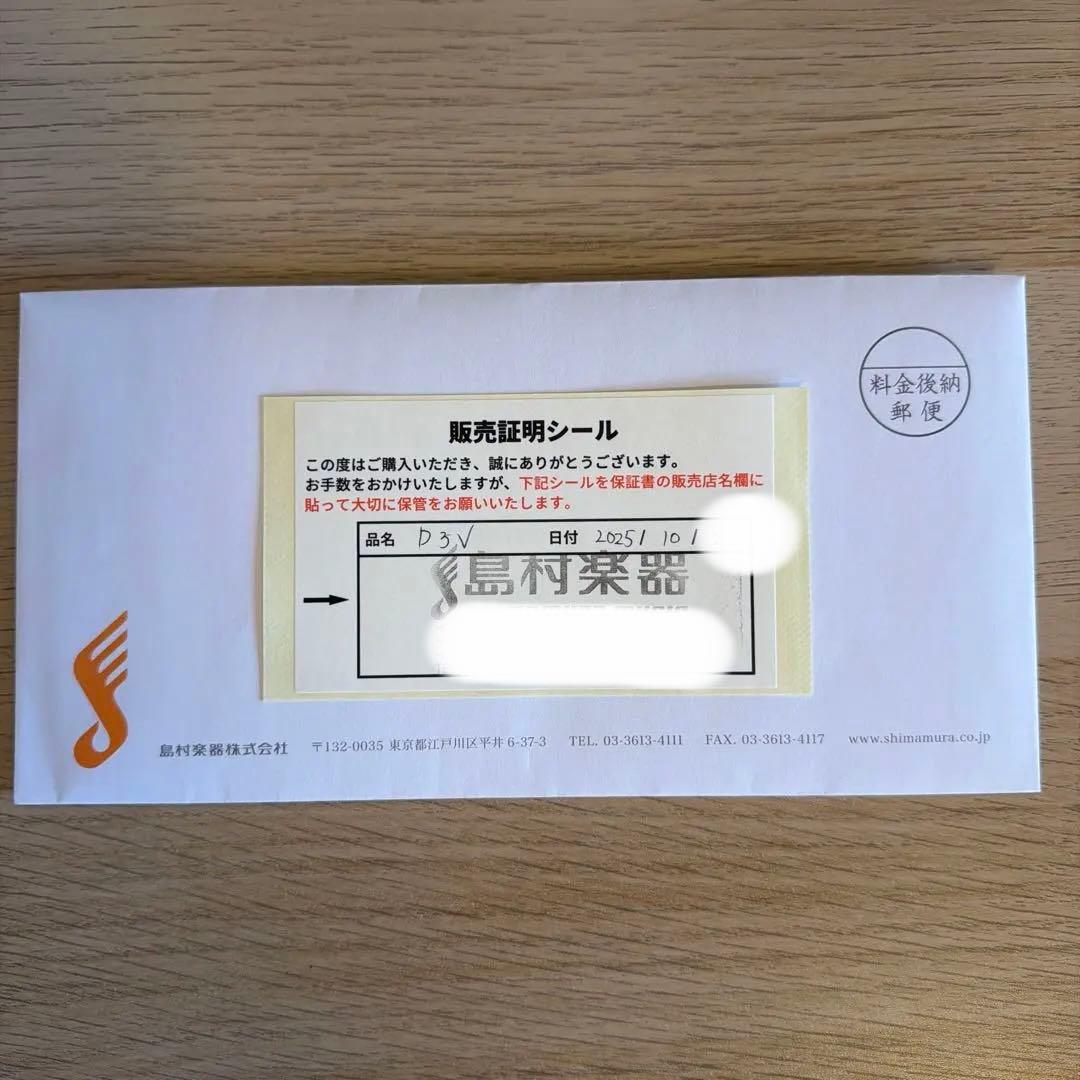 料金後納
郵便
販売証明シール
この度はご購入いただき、誠にありがとうございます。
お手数をおかけいたしますが、下記シールを保証書の販売店名欄に
貼って大切に保管をお願いいたします。
品名 D3V 日付 2025/10/
島村楽器
島村楽器株式会社 〒132-0035 東京都江戸川区平井 6-37-3 TEL. 03-3613-4111 FAX. 03-3613-4117 www.shimamura.co.jp